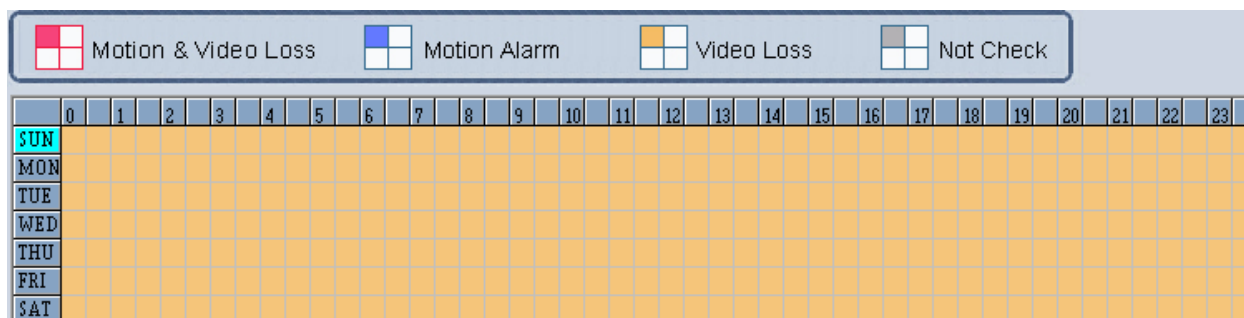 Motion & Video Loss Motion Alarm Video Loss Not Check
0 1 2 3 4 5 6 7 8 9 10 11 12 13 14 15 16 17 18 19 20 21 22 23
SUN
MON
TUE
WED
THU
FRI
SAT